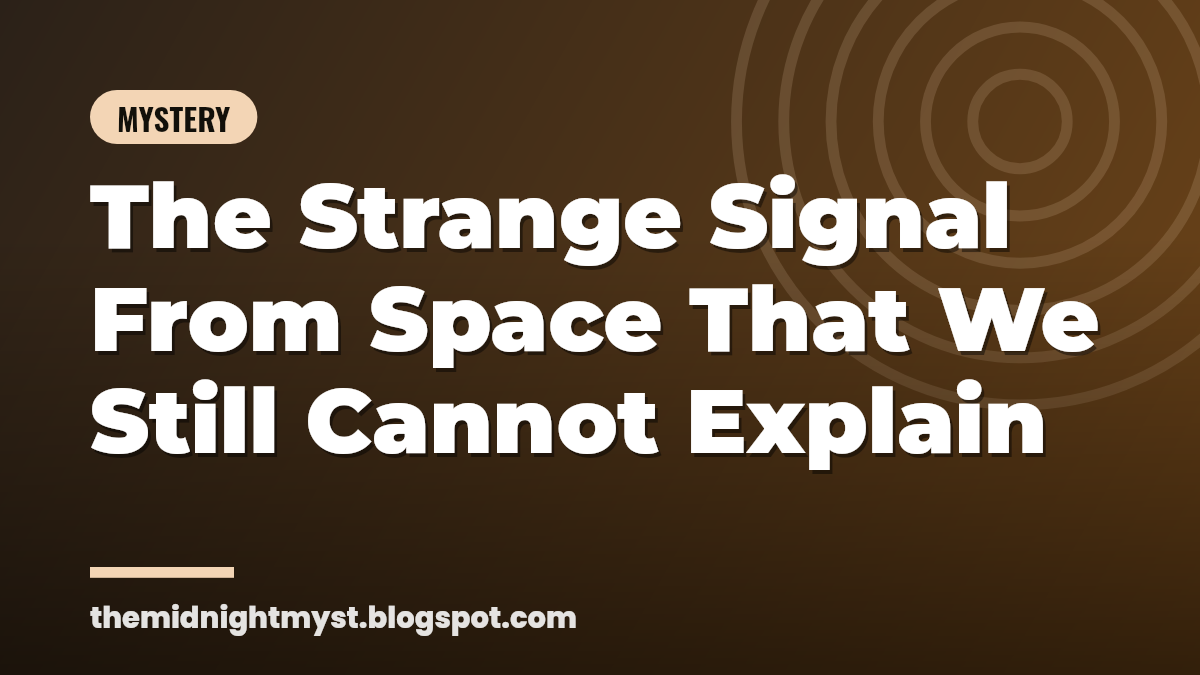 MYSTERY
The Strange Signal
From Space That We
Still Cannot Explain
themidnightmyst.blogspot.com